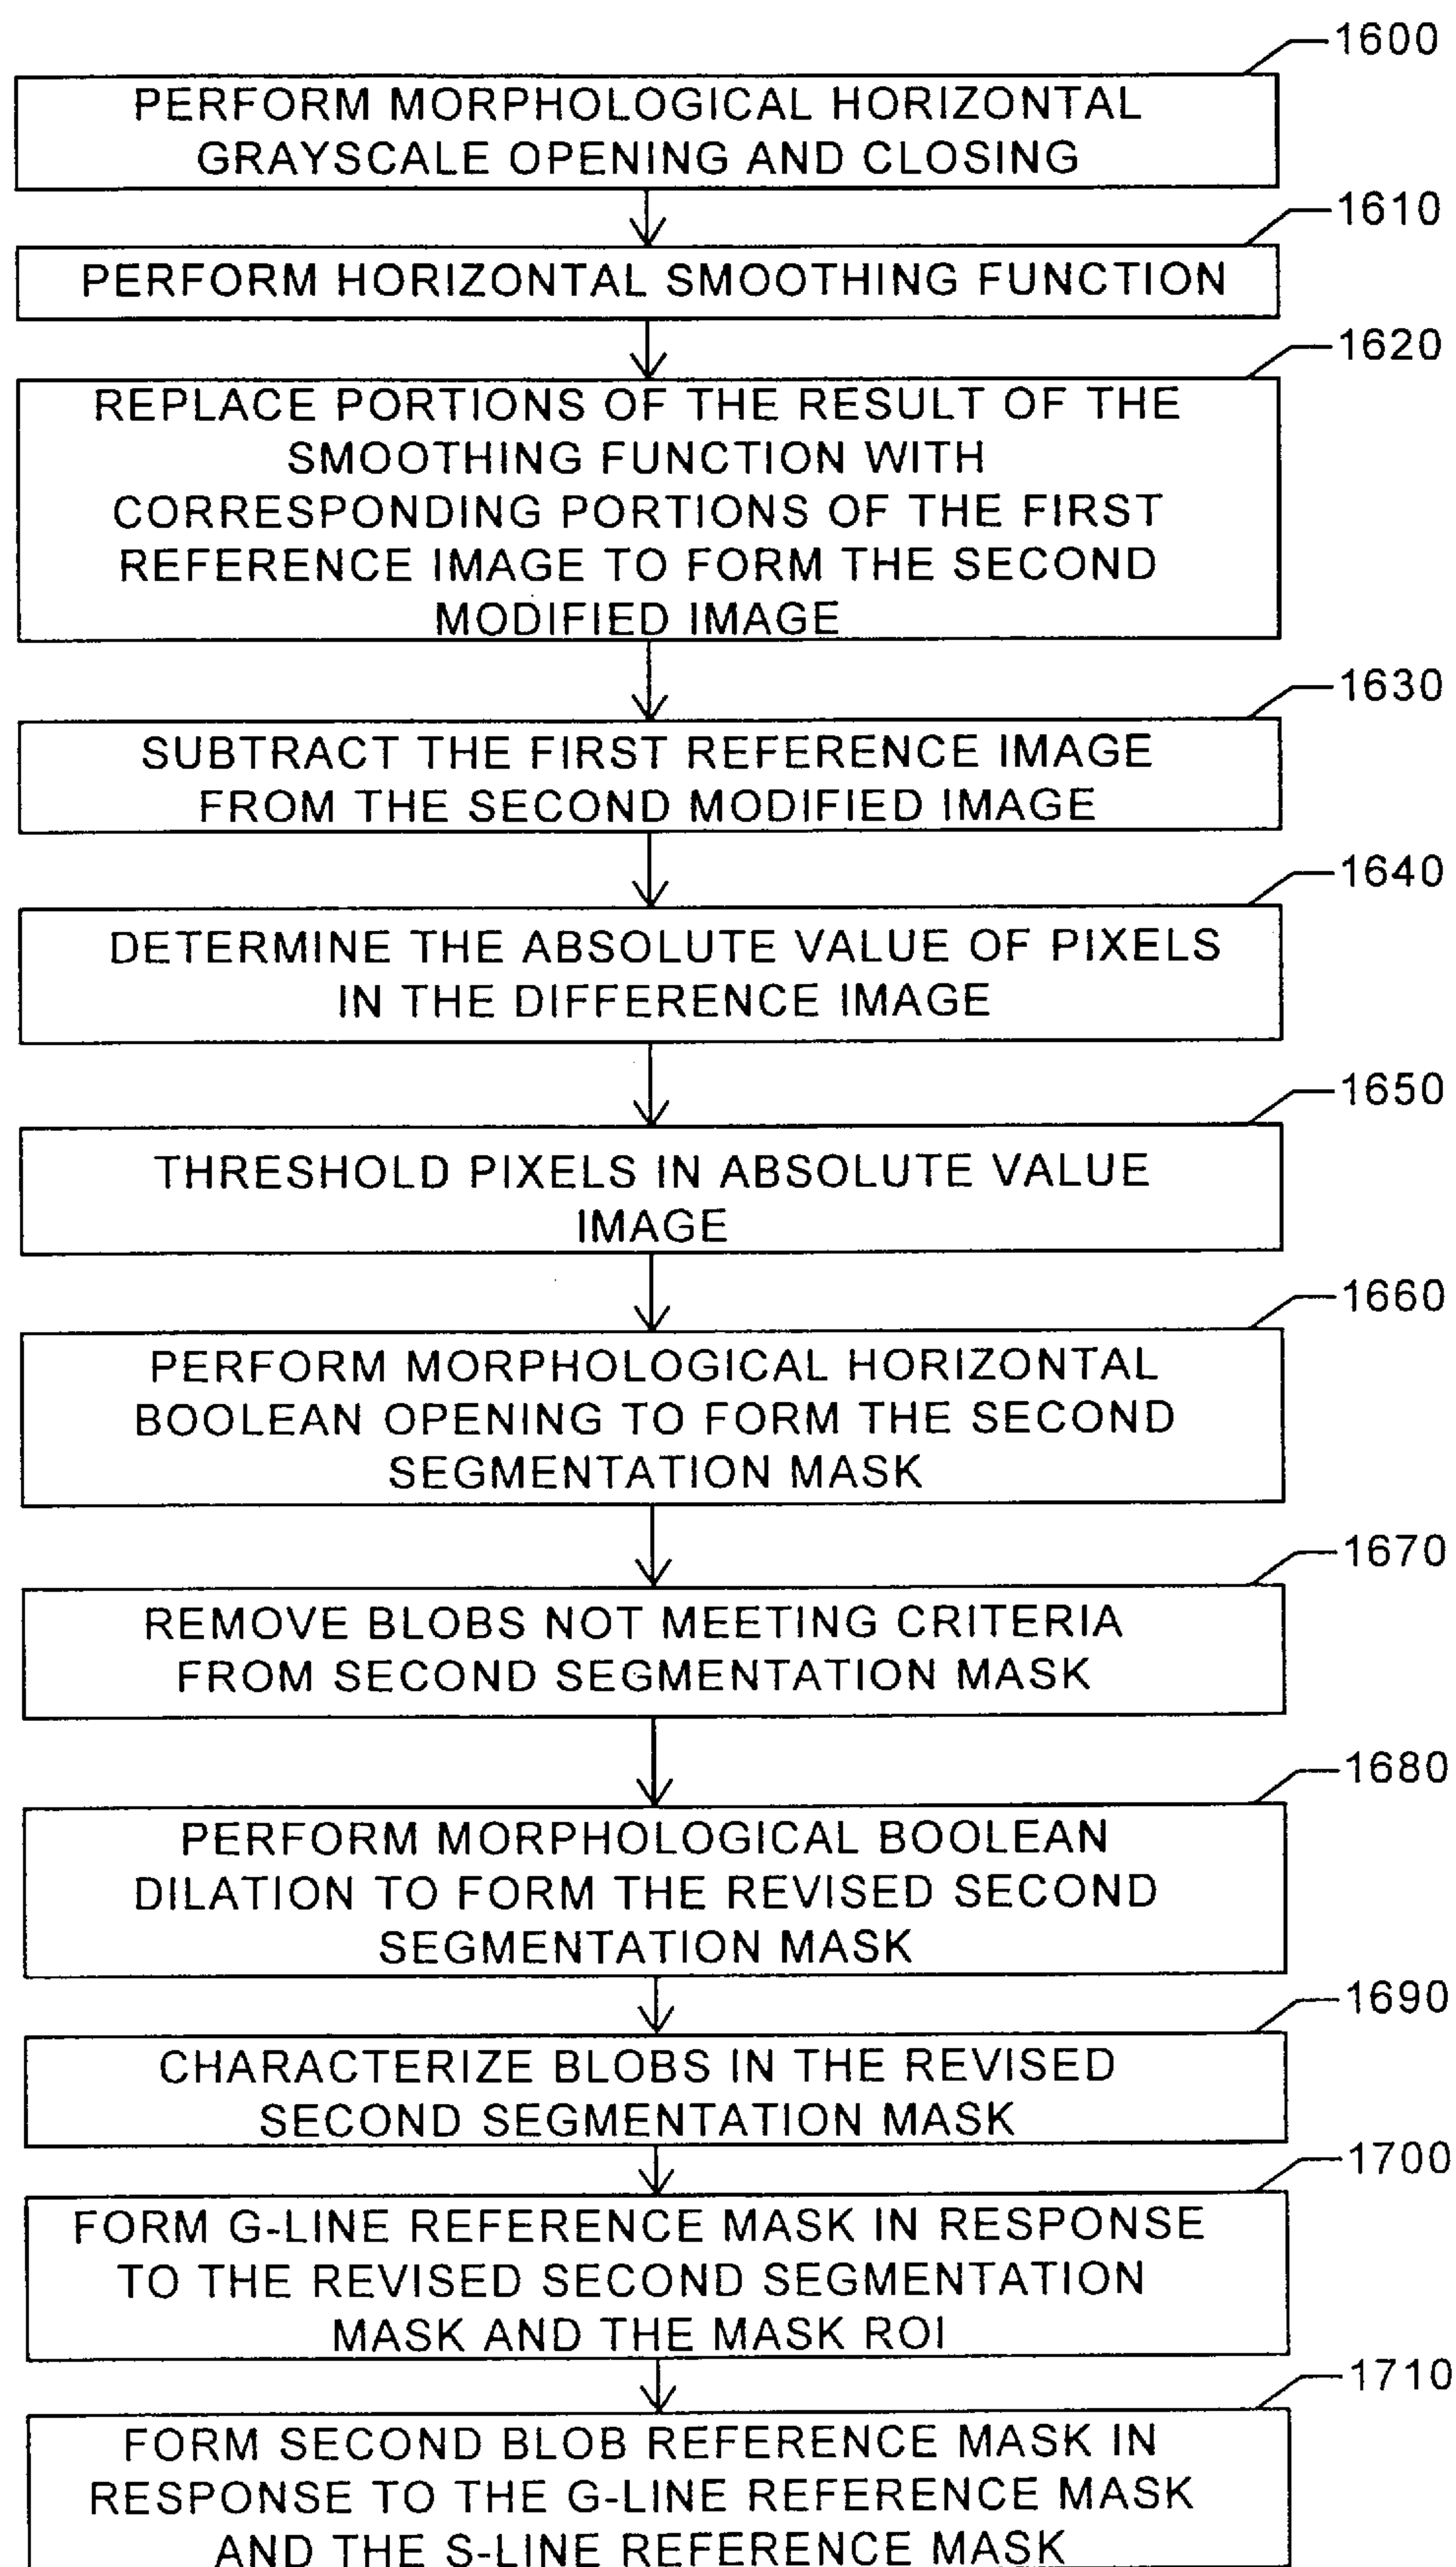 1600
PERFORM MORPHOLOGICAL HORIZONTAL
GRAYSCALE OPENING AND CLOSING
1610
PERFORM HORIZONTAL SMOOTHING FUNCTION
1620
REPLACE PORTIONS OF THE RESULT OF THE
SMOOTHING FUNCTION WITH
CORRESPONDING PORTIONS OF THE FIRST
REFERENCE IMAGE TO FORM THE SECOND
MODIFIED IMAGE
1630
SUBTRACT THE FIRST REFERENCE IMAGE
FROM THE SECOND MODIFIED IMAGE
1640
DETERMINE THE ABSOLUTE VALUE OF PIXELS
IN THE DIFFERENCE IMAGE
1650
THRESHOLD PIXELS IN ABSOLUTE VALUE
IMAGE
1660
PERFORM MORPHOLOGICAL HORIZONTAL
BOOLEAN OPENING TO FORM THE SECOND
SEGMENTATION MASK
1670
REMOVE BLOBS NOT MEETING CRITERIA
FROM SECOND SEGMENTATION MASK
1680
PERFORM MORPHOLOGICAL BOOLEAN
DILATION TO FORM THE REVISED SECOND
SEGMENTATION MASK
1690
CHARACTERIZE BLOBS IN THE REVISED
SECOND SEGMENTATION MASK
1700
FORM G-LINE REFERENCE MASK IN RESPONSE
TO THE REVISED SECOND SEGMENTATION
MASK AND THE MASK ROI
1710
FORM SECOND BLOB REFERENCE MASK IN
RESPONSE TO THE G-LINE REFERENCE MASK
AND THE S-LINE REFERENCE MASK